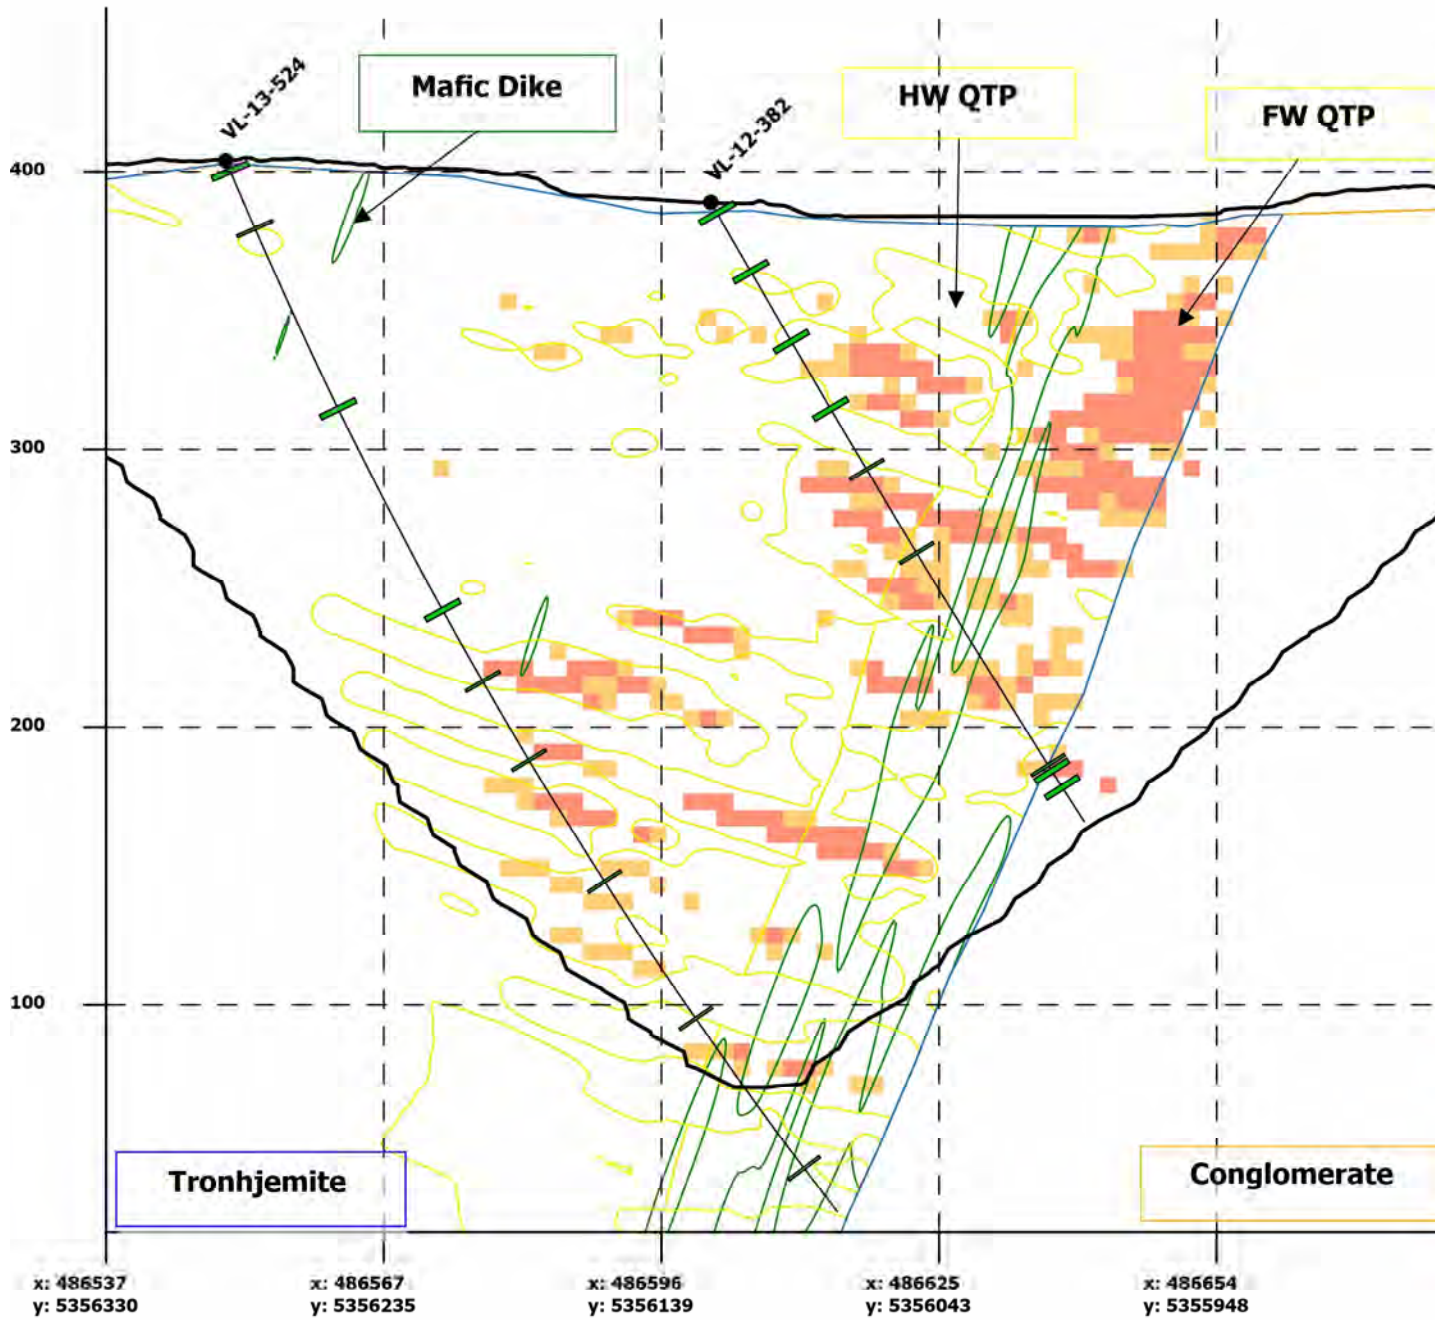 VL-13-524
Mafic Dike
VL-12-382
HW QTP
FW QTP
400
300
200
100
Tronhjemite
Conglomerate
x: 486537
y: 5356330
x: 486567
y: 5356235
x: 486596
y: 5356139
x: 486625
y: 5356043
x: 486654
y: 5355948